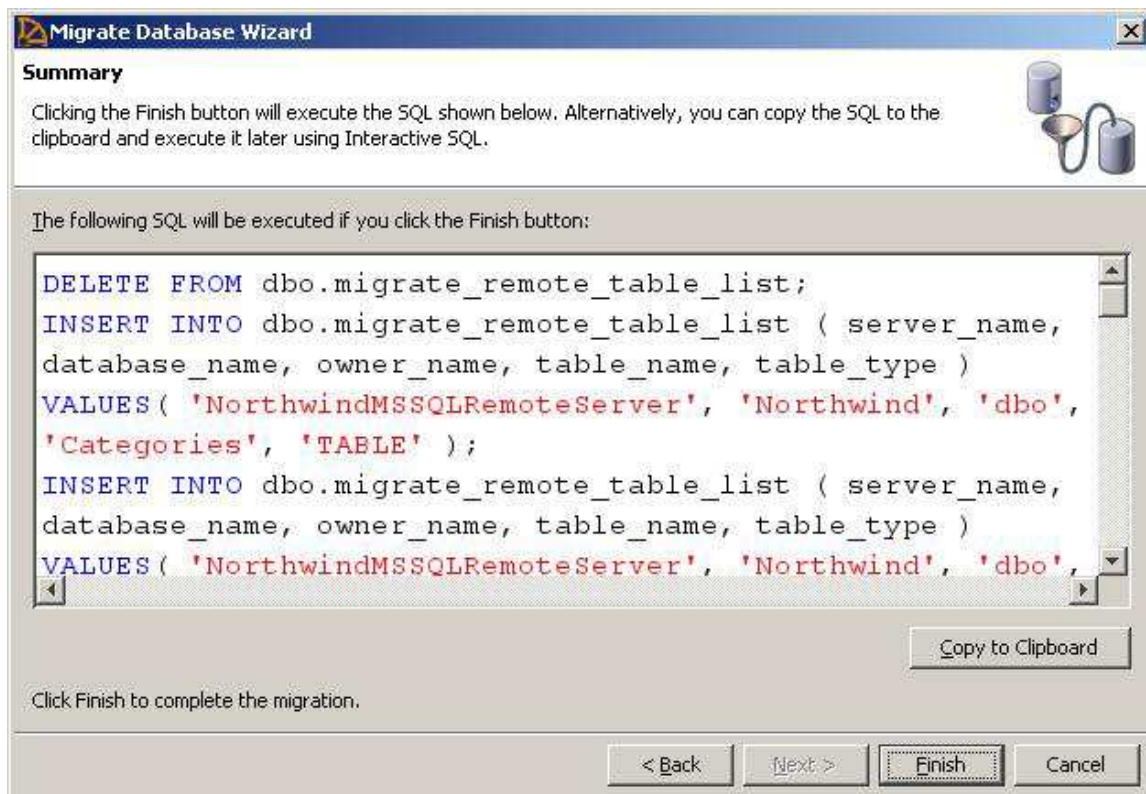 Migrate Database Wizard
Summary
Clicking the Finish button will execute the SQL shown below. Alternatively, you can copy the SQL to the
clipboard and execute it later using Interactive SQL.
The following SQL will be executed if you click the Finish button:
DELETE FROM dbo.migrate_remote_table_list;
INSERT INTO dbo.migrate_remote_table_list ( server_name,
database_name, owner_name, table_name, table_type )
VALUES( 'NorthwindMSSQLRemoteServer', 'Northwind', 'dbo',
'Categories', 'TABLE' );
INSERT INTO dbo.migrate_remote_table_list ( server_name,
database_name, owner_name, table_name, table_type )
VALUES( 'NorthwindMSSQLRemoteServer', 'Northwind', 'dbo',
Copy to Clipboard
Click Finish to complete the migration.
< Back Next > Finish Cancel